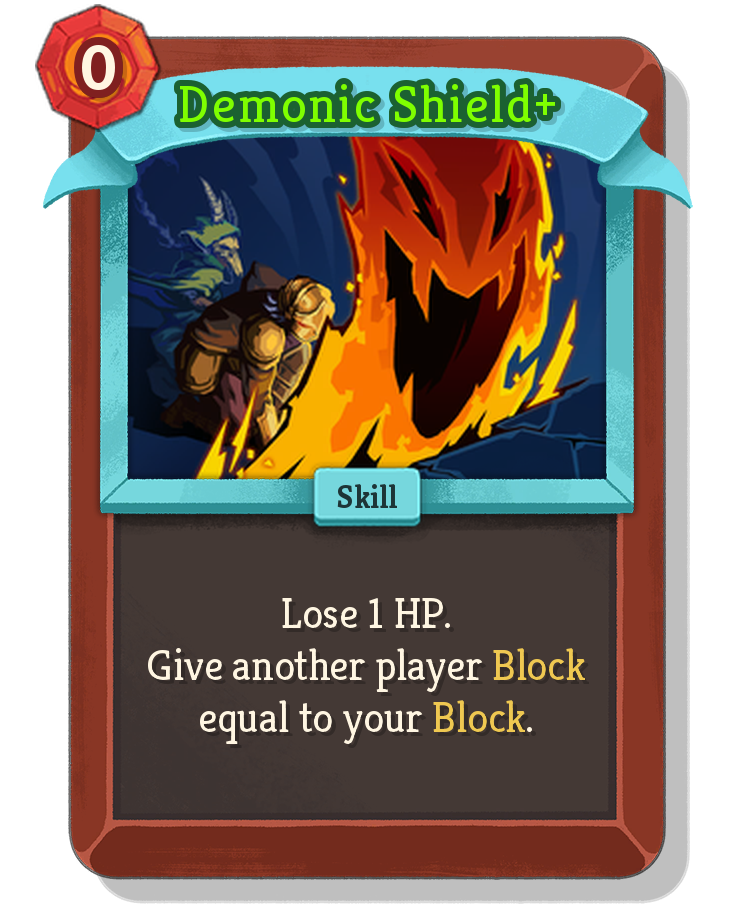 0
Demonic Shield+
Skill
Lose 1 HP.
Give another player Block
equal to your Block.